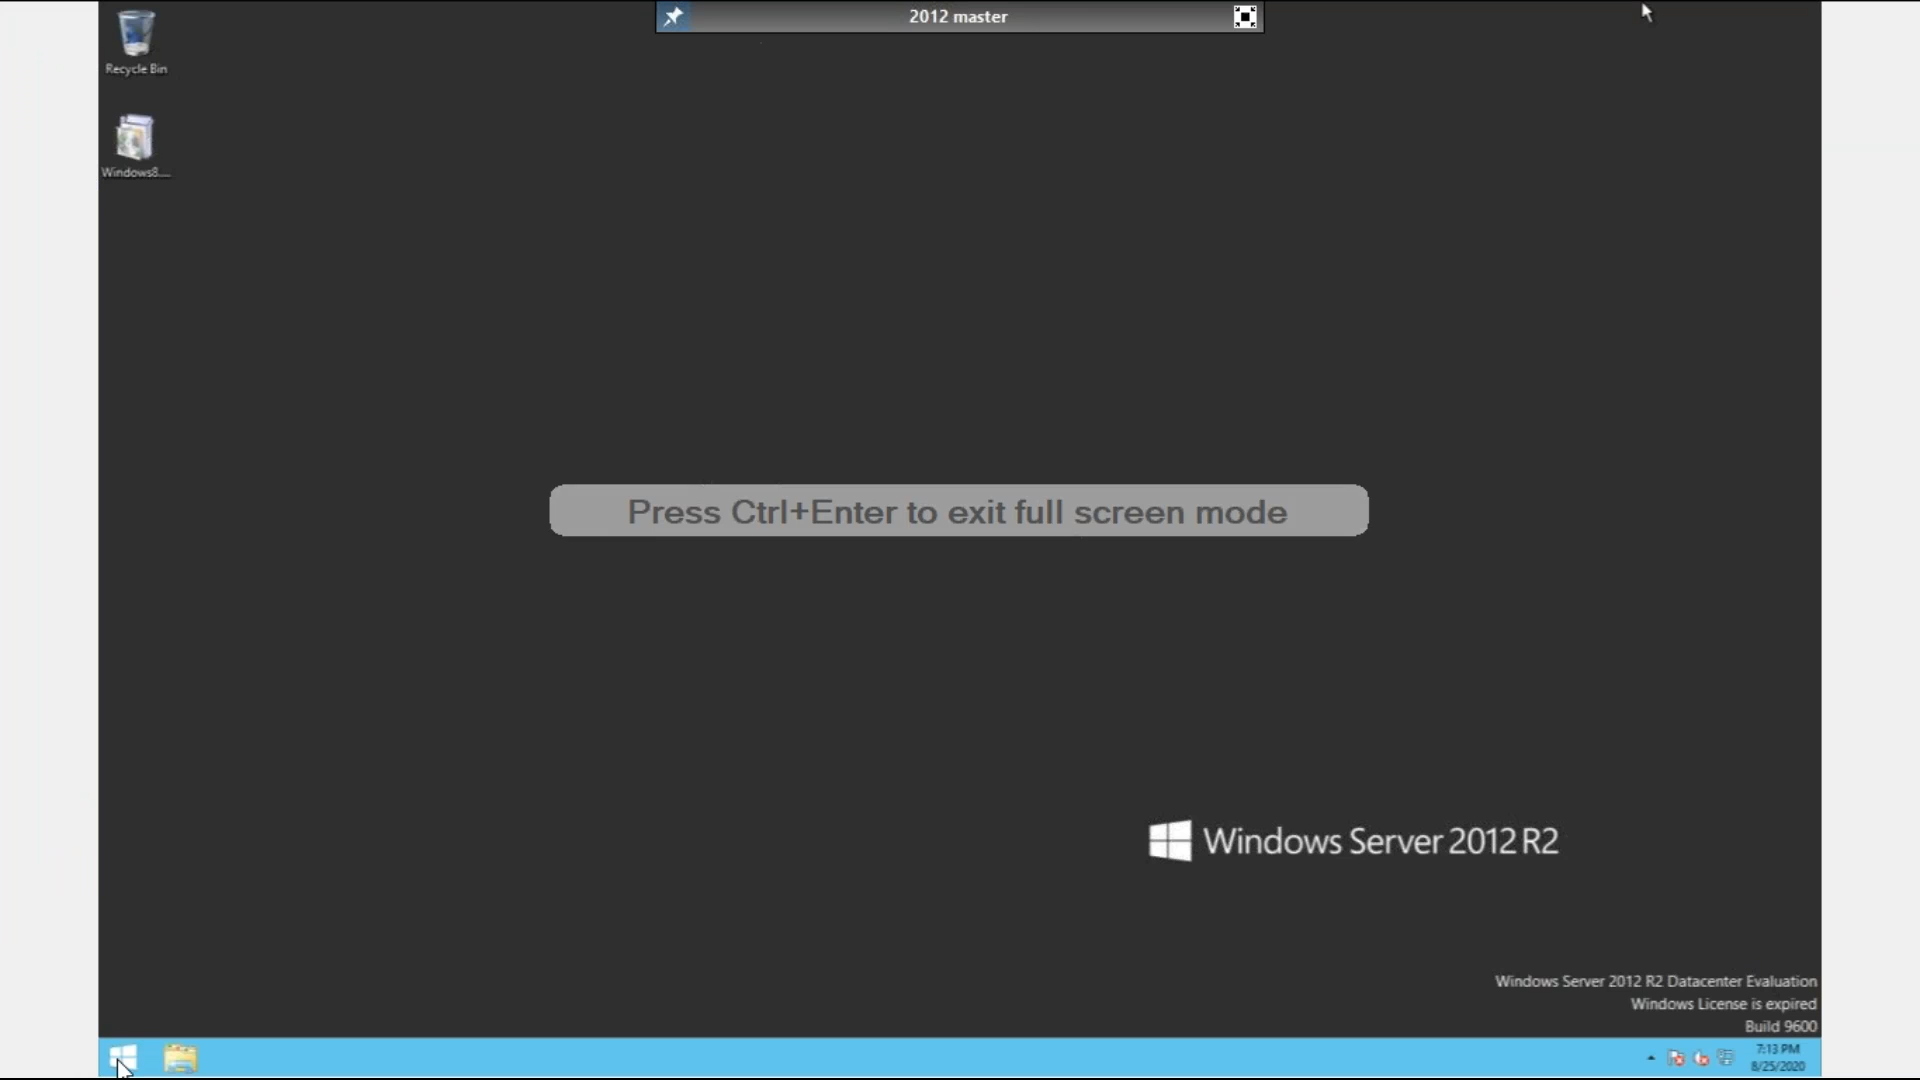 2012 master
Recycle Bin
Windows8....
Press Ctrl+Enter to exit full screen mode
Windows Server 2012 R2
Windows Server 2012 R2 Datacenter Evaluation
Windows License is expired
Build 9600
7:13 PM
8/25/2020